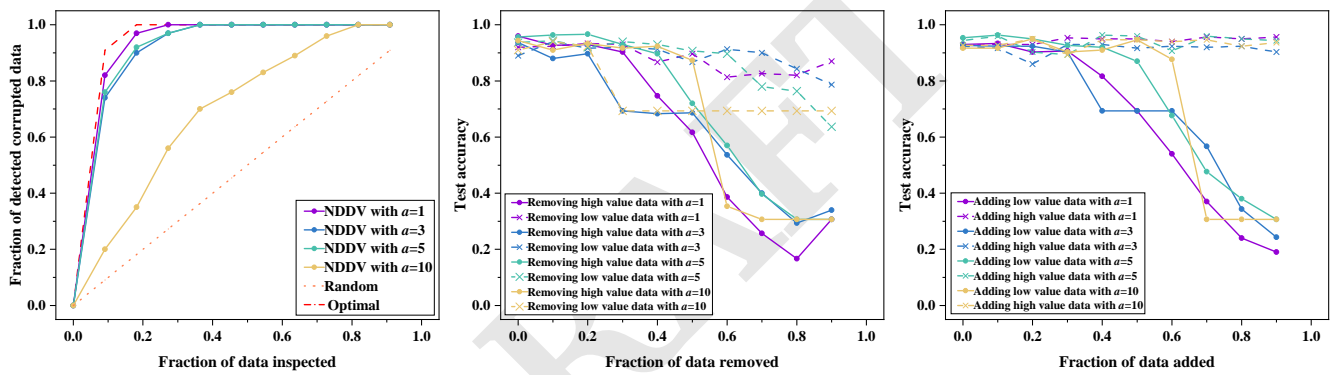 1.0
0.8
0.6
0.4
0.2
0.0
Fraction of detected corrupted data
NDDV with a=1
NDDV with a=3
NDDV with a=5
NDDV with a=10
Random
Optimal
0.0 0.2 0.4 0.6 0.8 1.0
Fraction of data inspected
1.0
0.8
0.6
0.4
0.2
0.0
Test accuracy
Removing high value data with a=1
Removing low value data with a=1
Removing high value data with a=3
Removing low value data with a=3
Removing high value data with a=5
Removing low value data with a=5
Removing high value data with a=10
Removing low value data with a=10
0.0 0.2 0.4 0.6 0.8 1.0
Fraction of data removed
1.0
0.8
0.6
0.4
0.2
0.0
Test accuracy
Adding low value data with a=1
Adding high value data with a=1
Adding low value data with a=3
Adding high value data with a=3
Adding low value data with a=5
Adding high value data with a=5
Adding low value data with a=10
Adding high value data with a=10
0.0 0.2 0.4 0.6 0.8 1.0
Fraction of data added